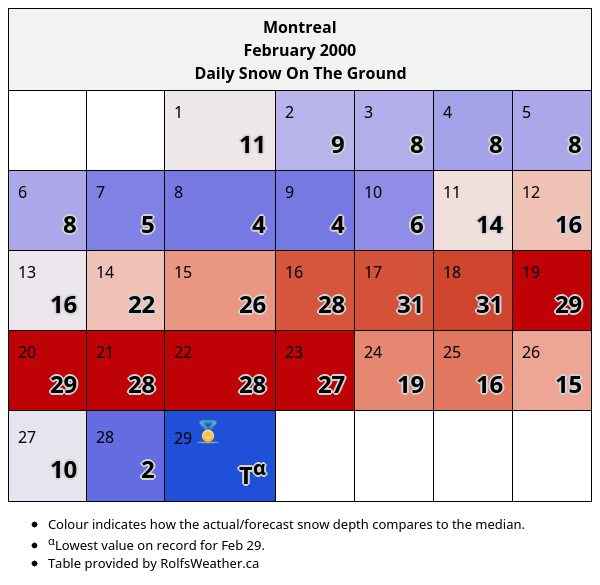 Montreal
February 2000
Daily Snow On The Ground
1 2 3 4 5
11 9 8 8 8
6 7 8 9 10 11 12
8 5 4 4 6 14 16
13 14 15 16 17 18 19
16 22 26 28 31 31 29
20 21 22 23 24 25 26
29 28 28 27 19 16 15
27 28 29
10 2 Tα
Colour indicates how the actual/forecast snow depth compares to the median.
αLowest value on record for Feb 29.
Table provided by RolfsWeather.ca